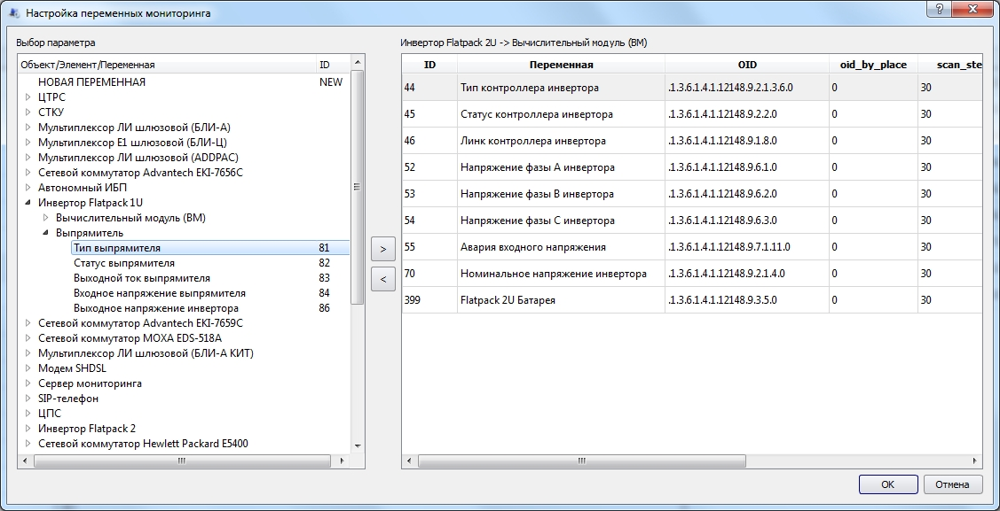 Настройка переменных мониторинга
Выбор параметра
Объект/Элемент/Переменная ID
НОВАЯ ПЕРЕМЕННАЯ NEW
ЦТРС
СТКУ
Мультиплексор ЛИ шлюзовой (БЛИ-А)
Мультиплексор Е1 шлюзовой (БЛИ-Ц)
Мультиплексор ЛИ шлюзовой (ADDPAC)
Сетевой коммутатор Advantech EKI-7656C
Автономный ИБП
Инвертор Flatpack 1U
Вычислительный модуль (ВМ)
Выпрямитель
Тип выпрямителя 81
Статус выпрямителя 82
Выходной ток выпрямителя 83
Входное напряжение выпрямителя 84
Выходное напряжение инвертора 86
Сетевой коммутатор Advantech EKI-7659C
Сетевой коммутатор MOXA EDS-518A
Мультиплексор ЛИ шлюзовой (БЛИ-А КИТ)
Модем SHDSL
Сервер мониторинга
SIP-телефон
ЦПС
Инвертор Flatpack 2
Сетевой коммутатор Hewlett Packard E5400
>
<
Инвертор Flatpack 2U -> Вычислительный модуль (ВМ)
ID Переменная OID oid_by_place scan_ste
44 Тип контроллера инвертора .1.3.6.1.4.1.12148.9.2.1.3.6.0 0 30
45 Статус контроллера инвертора .1.3.6.1.4.1.12148.9.2.2.0 0 30
46 Линк контроллера инвертора .1.3.6.1.4.1.12148.9.1.8.0 0 30
52 Напряжение фазы А инвертора .1.3.6.1.4.1.12148.9.6.1.0 0 30
53 Напряжение фазы В инвертора .1.3.6.1.4.1.12148.9.6.2.0 0 30
54 Напряжение фазы С инвертора .1.3.6.1.4.1.12148.9.6.3.0 0 30
55 Авария входного напряжения .1.3.6.1.4.1.12148.9.7.1.11.0 0 30
70 Номинальное напряжение инвертора .1.3.6.1.4.1.12148.9.2.1.4.0 0 30
399 Flatpack 2U Батарея .1.3.6.1.4.1.12148.9.3.5.0 0 30
OK Отмена